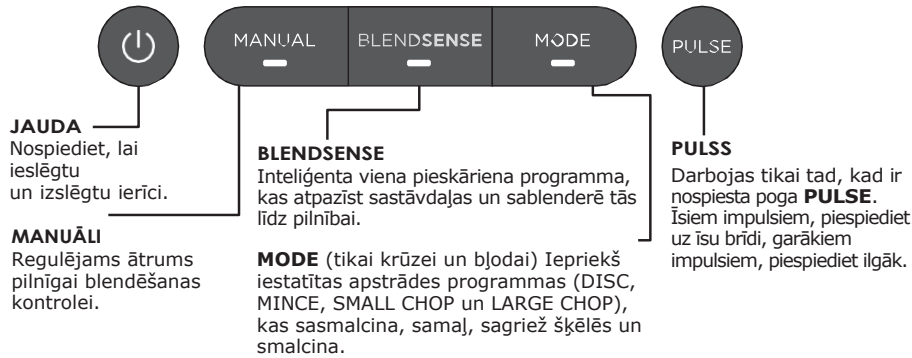 MANUAL
BLENDSENSE
MODE
PULSE
JAUDA
Nospiediet, lai
ieslēgtu
un izslēgtu ierīci.
MANUĀLI
Regulējams ātrums
pilnīgai blendēšanas
kontrolei.
BLENDSENSE
Inteliģenta viena pieskāriena programma,
kas atpazīst sastāvdaļas un sablenderē tās
līdz pilnībai.
MODE (tikai krūzei un bļodai) Iepriekš
iestatītas apstrādes programmas (DISC,
MINCE, SMALL CHOP un LARGE CHOP),
kas sasmalcina, samaļ, sagriež šķēlēs un
smalcina.
PULSS
Darbojas tikai tad, kad ir
nospiesta poga PULSE.
Īsiem impulsiem, piespiediet
uz īsu brīdi, garākiem
impulsiem, piespiediet ilgāk.